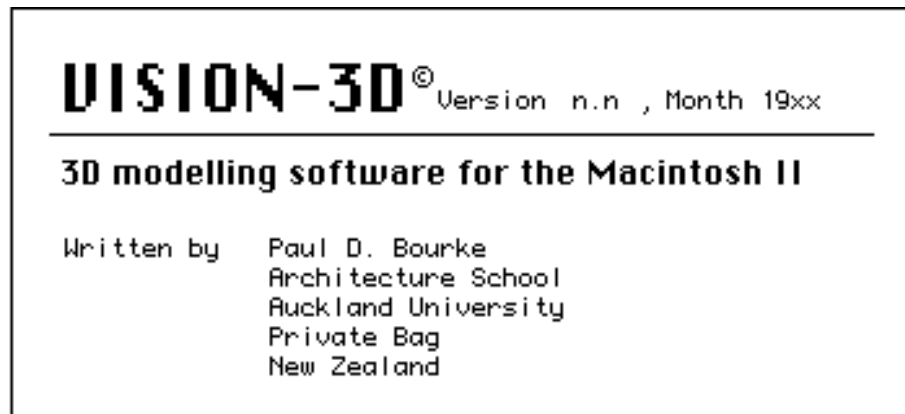 VISION-3D© Version n.n , Month 19xx
3D modelling software for the Macintosh II
Written by Paul D. Bourke
Architecture School
Auckland University
Private Bag
New Zealand